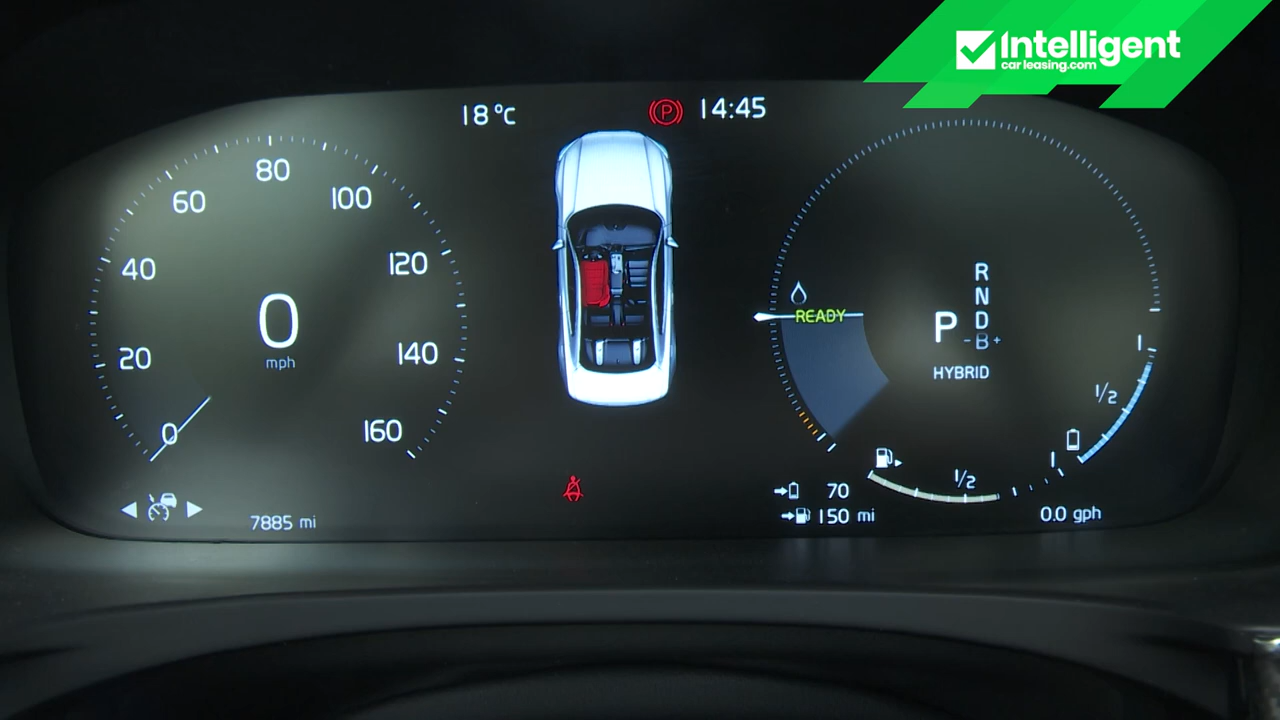 Intelligent
carleasing.com
18°C
P
14:45
80
60
100
40
120
0
mph
20
140
0
160
7885 mi
READY
R
N
D
-B+
P
HYBRID
1
1/2
1
1/2
70
150 mi
0.0 gph